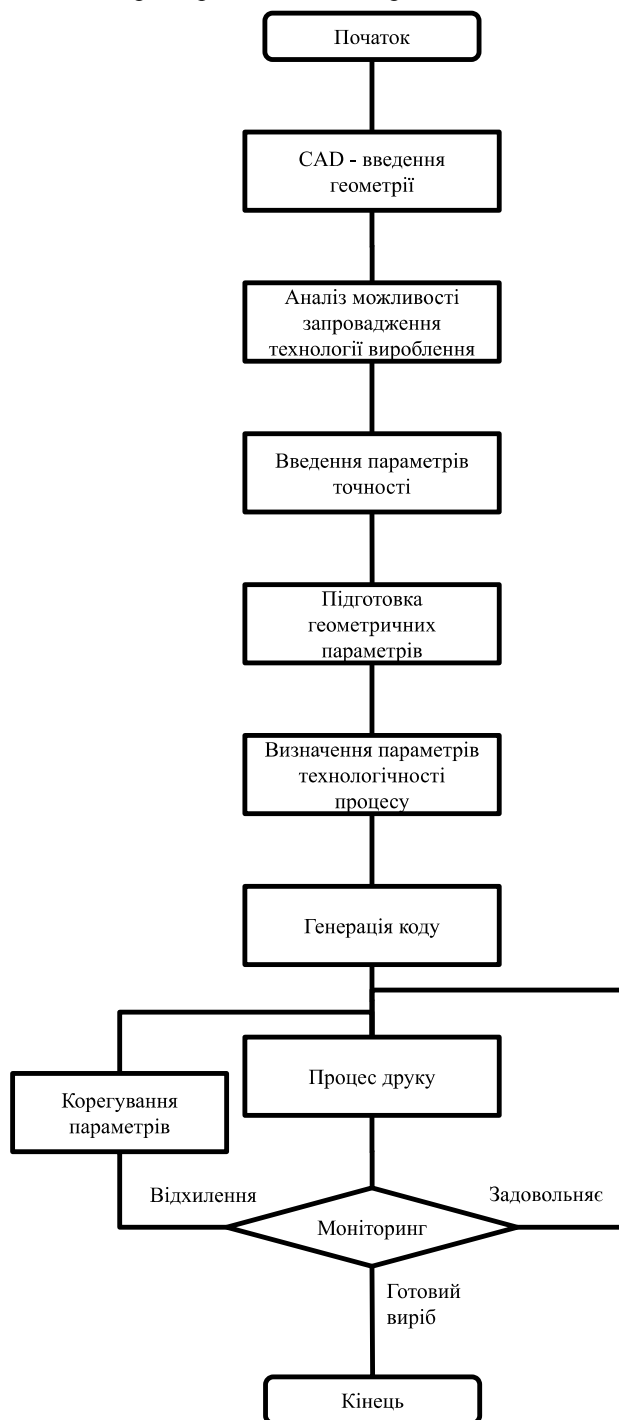 Початок
CAD - введення
геометрії
Аналіз можливості
запровадження
технології вироблення
Введення параметрів
точності
Підготовка
геометричних
параметрів
Визначення параметрів
технологічності
процесу
Генерація коду
Процес друку
Корегування
параметрів
Відхилення
Задовольняє
Моніторинг
Готовий
виріб
Кінець